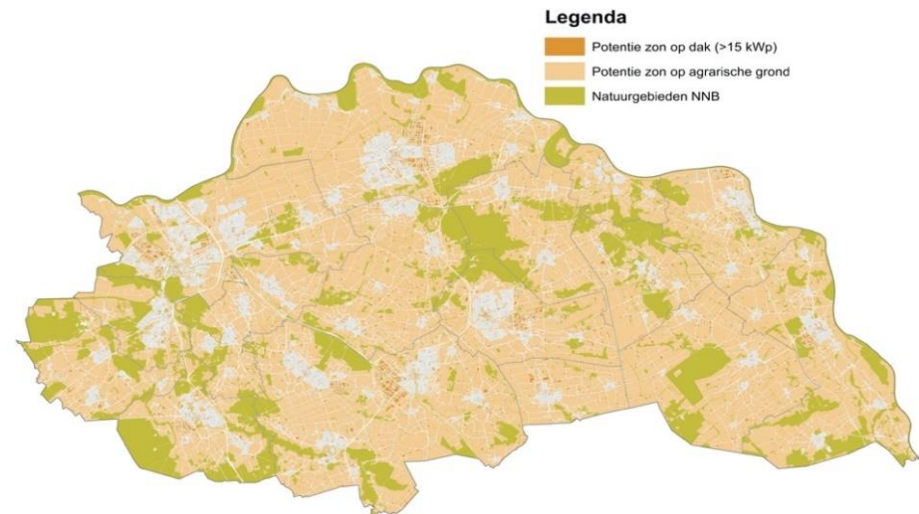 Legenda
Potentie zon op dak (>15 kWp)
Potentie zon op agrarische grond
Natuurgebieden NNB